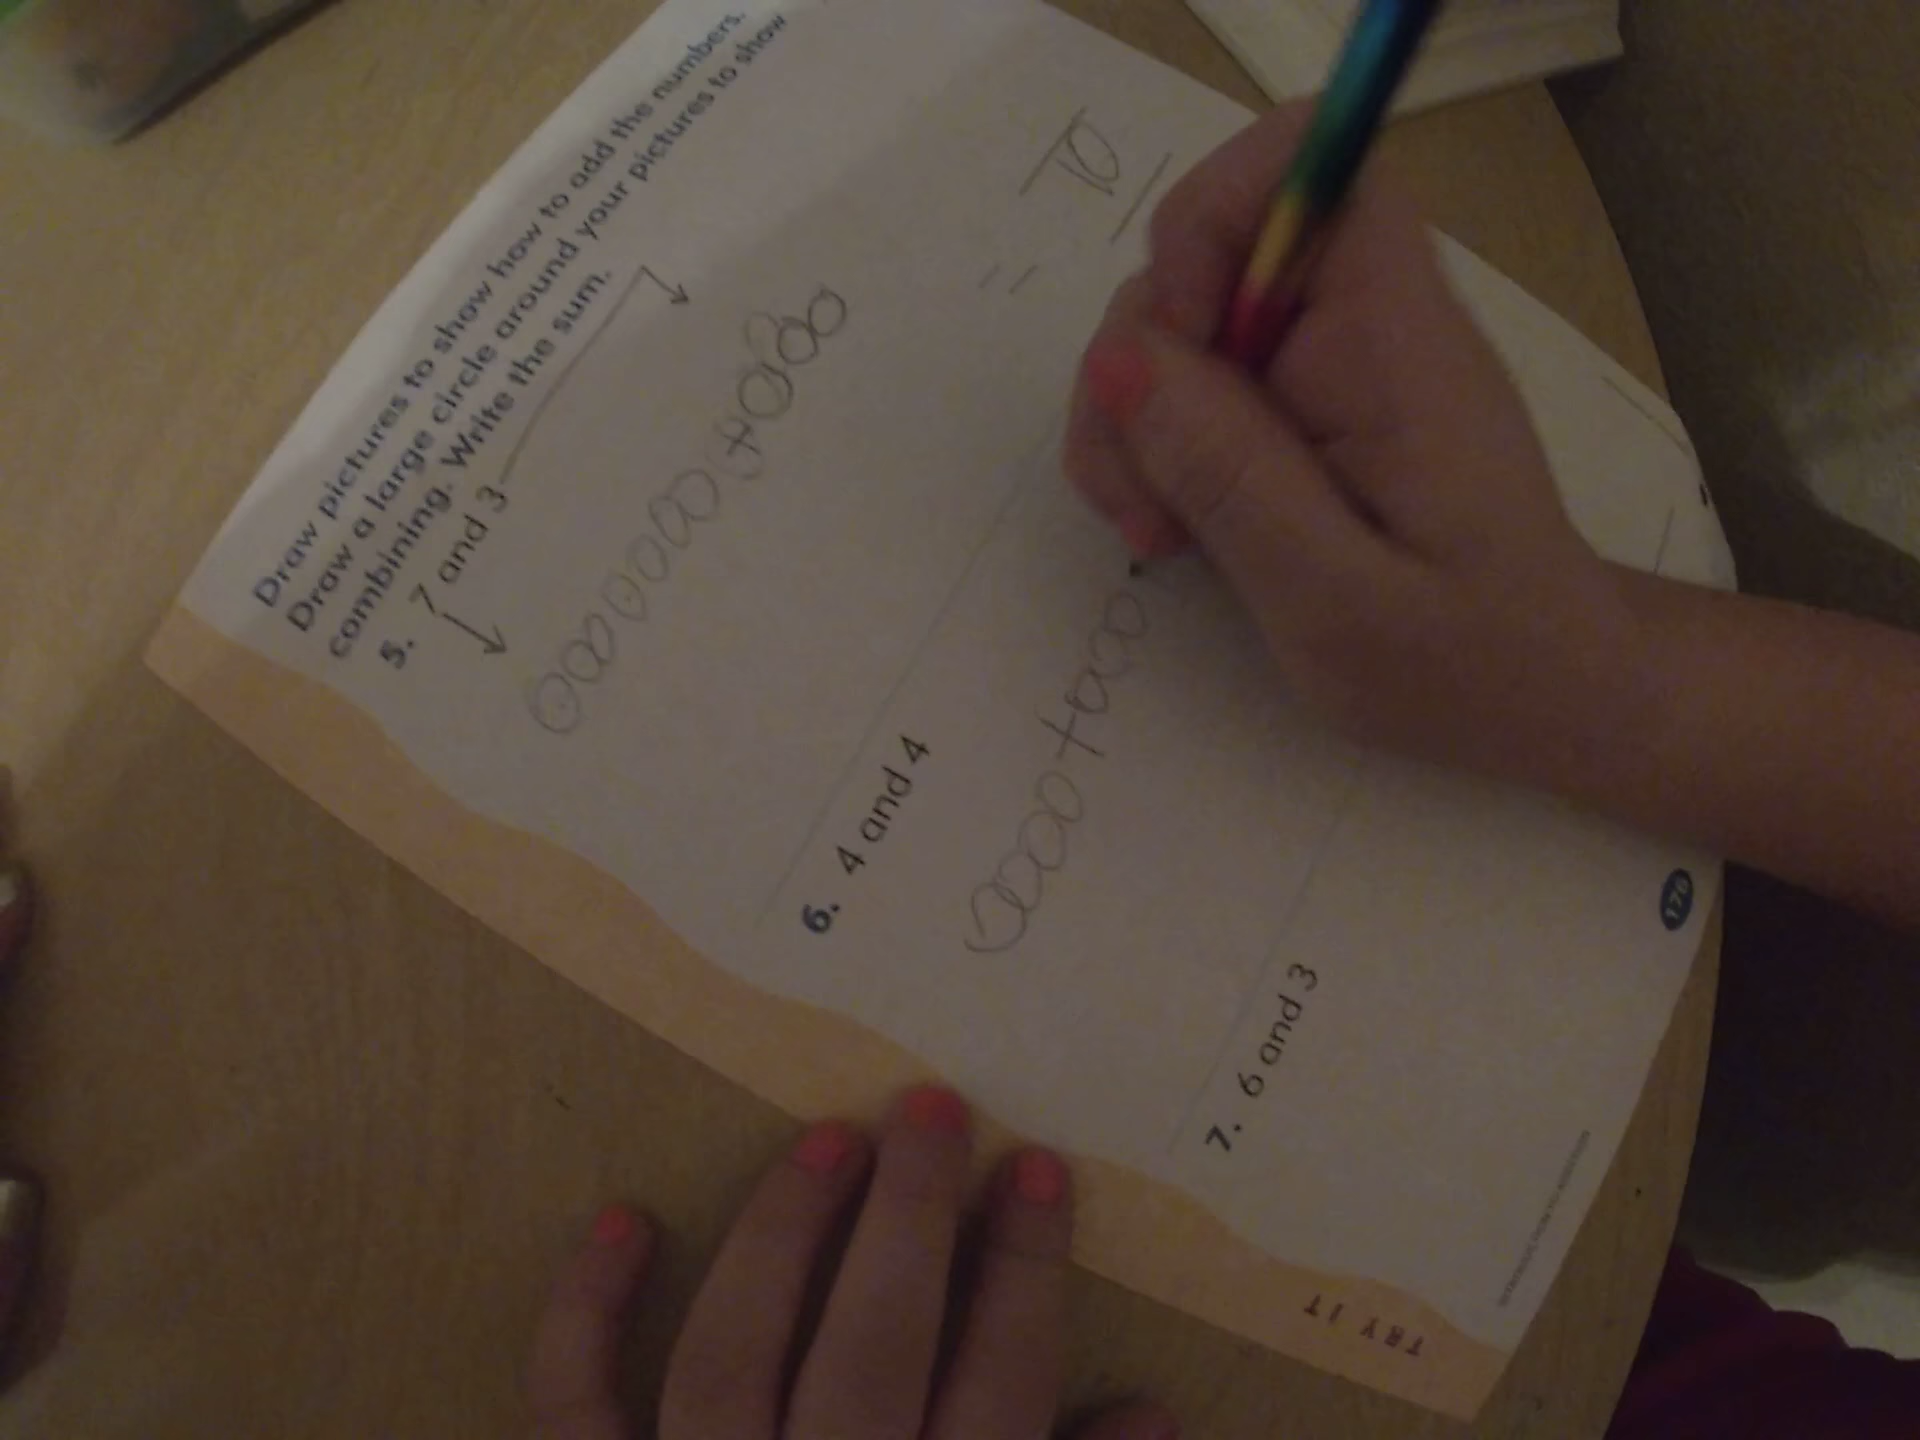 Draw pictures to show how to add the numbers.
Draw a large circle around your pictures to show
combining. Write the sum.
5. 7 and 3
+
= 10
6. 4 and 4
+
7. 6 and 3
176
TRY IT